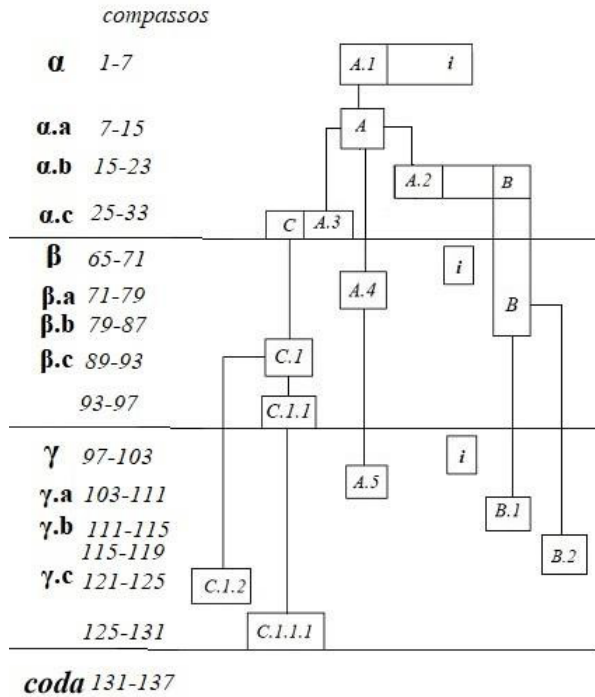 compassos
α 1-7 A.1 i
α.a 7-15 A
α.b 15-23 A.2 B
α.c 25-33 C A.3
β 65-71 i
β.a 71-79 A.4 B
β.b 79-87
β.c 89-93 C.1
93-97 C.1.1
γ 97-103 i
A.5
γ.a 103-111
γ.b 111-115 B.1
115-119 B.2
γ.c 121-125 C.1.2
125-131 C.1.1.1
coda 131-137